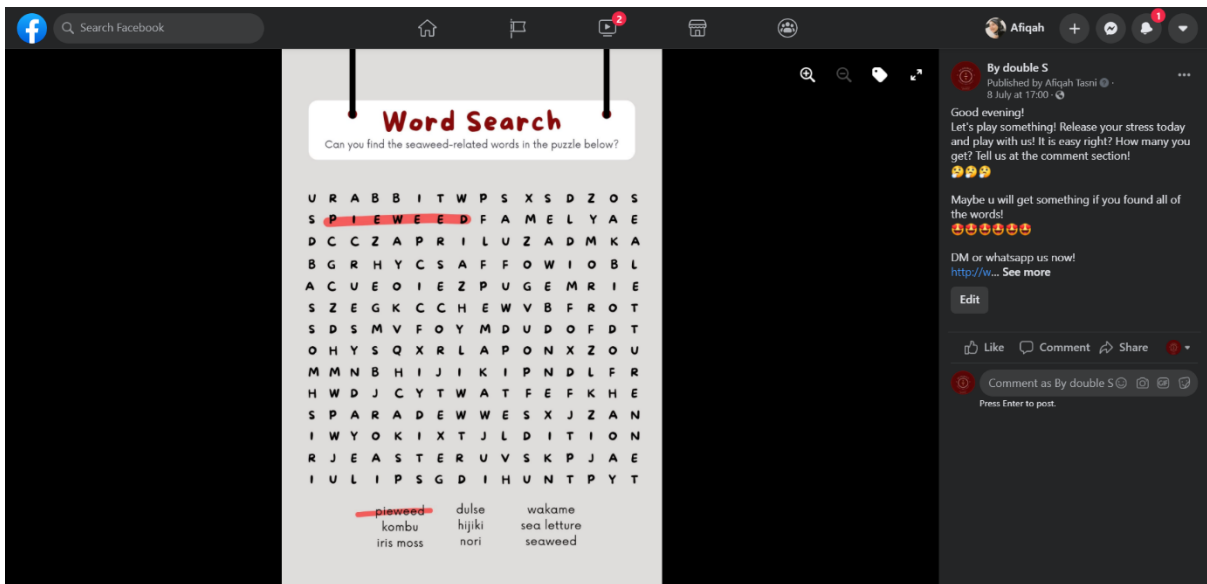 Search Facebook
2
Afiqah
1
Word Search
Can you find the seaweed-related words in the puzzle below?
U R A B B I T W P S X S D Z O S
S P I E W E E D F A M E L Y A E
D C C Z A P R I L U Z A D M K A
B G R H Y C S A F F O W I O B L
A C U E O I E Z P U G E M R I E
S Z E G K C C H E W V B F R O T
S D S M V F O Y M D U D O F D T
O H Y S Q X R L A P O N X Z O U
M M N B H I J I K I P N D L F R
H W D J C Y T W A T F E F K H E
S P A R A D E W W E S X J Z A N
I W Y O K I X T J L D I T I O N
R J E A S T E R U V S K P J A E
I U L I P S G D I H U N T P Y T
pieweed dulse wakame
kombu hijiki sea letture
iris moss nori seaweed
By double S
Published by Afiqah Tasni ·
8 July at 17:00 ·
Good evening!
Let's play something! Release your stress today
and play with us! It is easy right? How many you
get? Tell us at the comment section!
🤔🤔🤔
Maybe u will get something if you found all of
the words!
🤩🤩🤩🤩🤩🤩
DM or whatsapp us now!
http://w... See more
Edit
Like Comment Share
Comment as By double S
GIF
Press Enter to post.